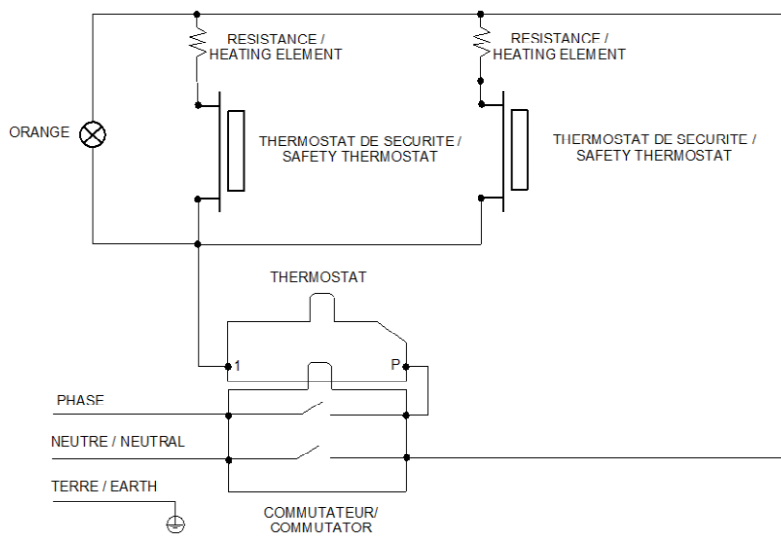 RESISTANCE /
HEATING ELEMENT
RESISTANCE /
HEATING ELEMENT
ORANGE
THERMOSTAT DE SECURITE /
SAFETY THERMOSTAT
THERMOSTAT DE SECURITE /
SAFETY THERMOSTAT
THERMOSTAT
1
P
PHASE
NEUTRE / NEUTRAL
TERRE / EARTH
COMMUTATEUR/
COMMUTATOR